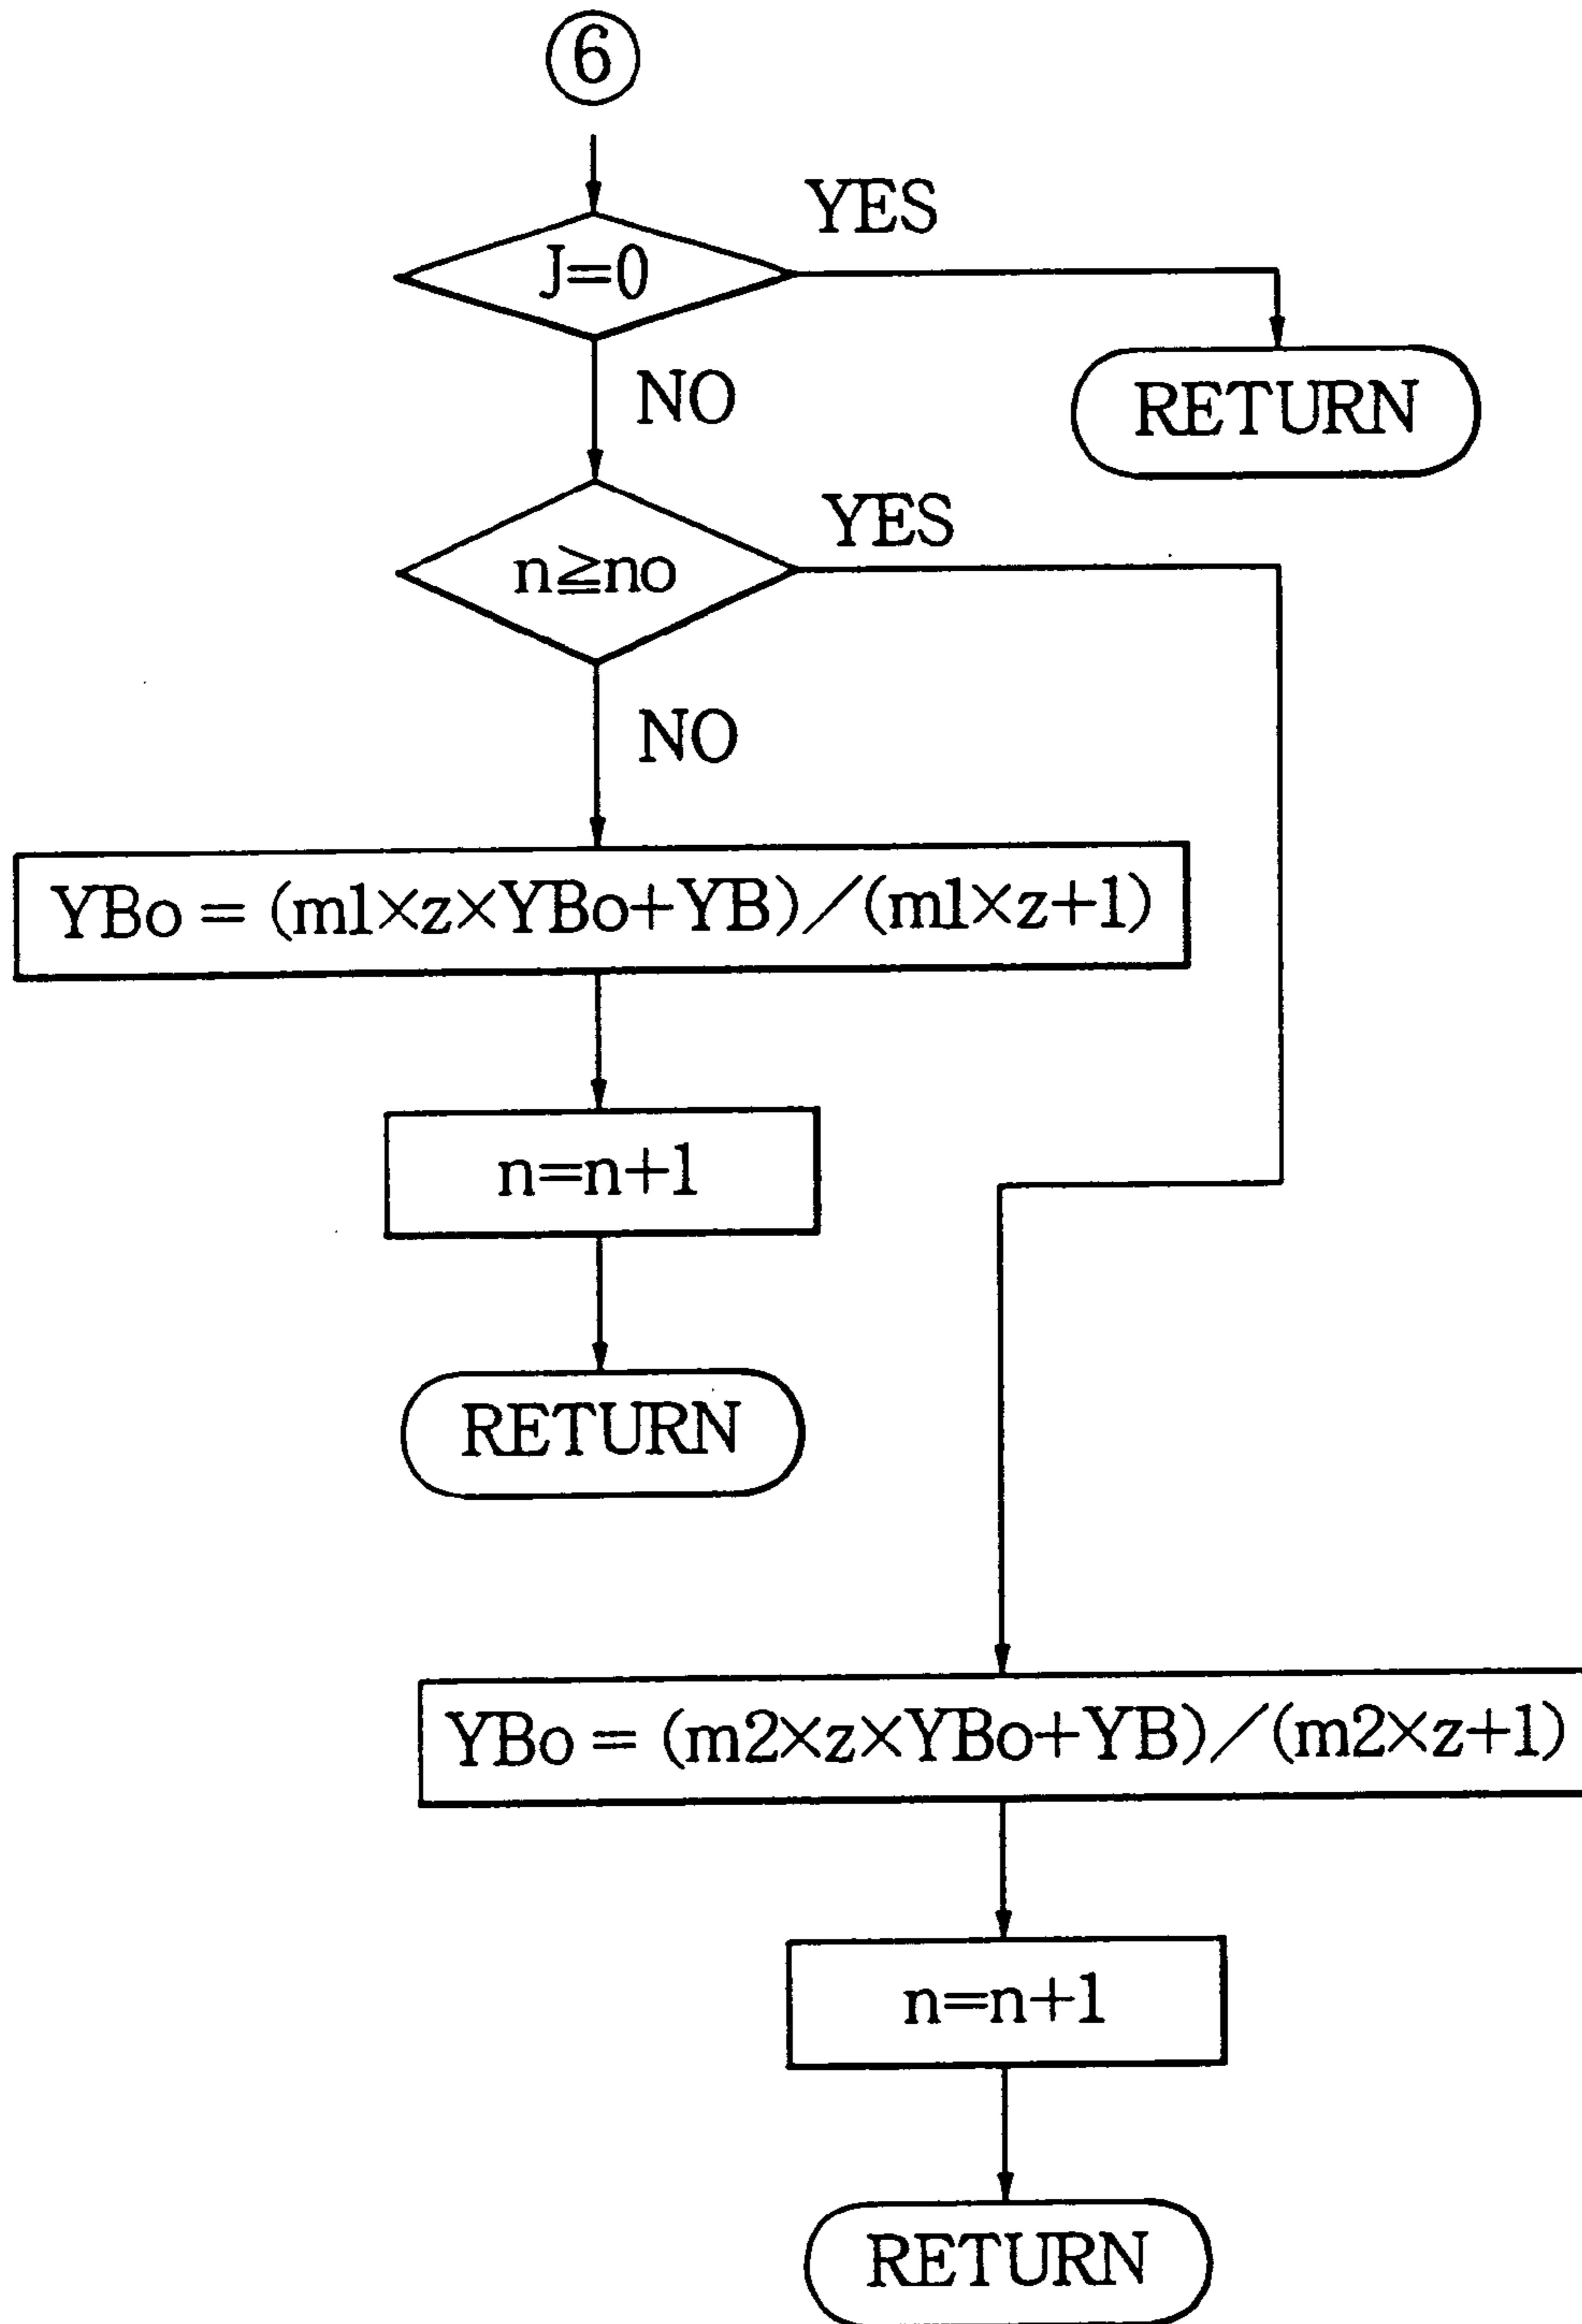 ⑥
YES
J=0
NO
RETURN
YES
n≧no
NO
YBo = (m1×z×YBo+YB)/(m1×z+1)
n=n+1
RETURN
YBo = (m2×z×YBo+YB)/(m2×z+1)
n=n+1
RETURN